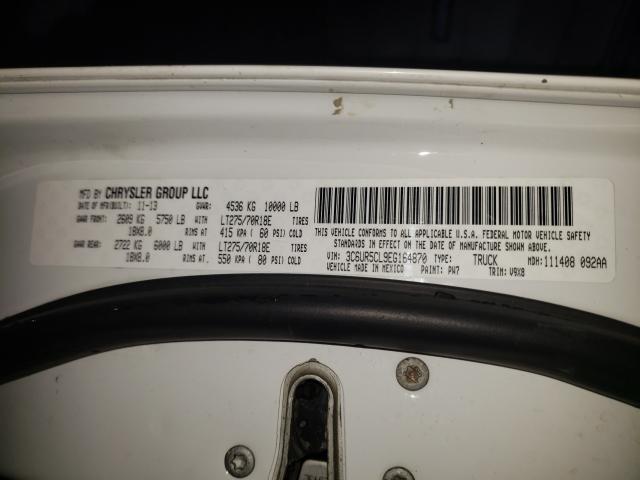 MFD BY CHRYSLER GROUP LLC
DATE OF MFR(BUILT): 11-13 GVWR: 4536 KG 10000 LB
GAWR FRONT: 2609 KG 5750 LB WITH LT275/70R18E TIRES
18X8.0 RIMS AT. 415 KPA ( 60 PSI) COLD
GAWR REAR: 2722 KG 6000 LB WITH LT275/70R18E TIRES
18X8.0 RIMS AT. 550 KPA ( 80 PSI) COLD
THIS VEHICLE CONFORMS TO ALL APPLICABLE U.S.A. FEDERAL MOTOR VEHICLE SAFETY
STANDARDS IN EFFECT ON THE DATE OF MANUFACTURE SHOWN ABOVE.
VIN: 3C6UR5CL9EG164870 TYPE: TRUCK MDH:111408 092AA
VEHICLE MADE IN MEXICO PAINT: PW7 TRIM: V9X8